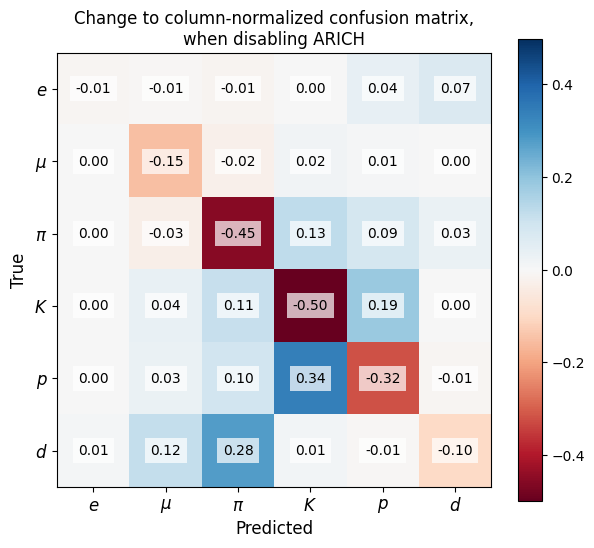 Change to column-normalized confusion matrix,
when disabling ARICH
e -0.01 -0.01 -0.01 0.00 0.04 0.07
μ 0.00 -0.15 -0.02 0.02 0.01 0.00
π 0.00 -0.03 -0.45 0.13 0.09 0.03
K 0.00 0.04 0.11 -0.50 0.19 0.00
p 0.00 0.03 0.10 0.34 -0.32 -0.01
d 0.01 0.12 0.28 0.01 -0.01 -0.10
e μ π K p d
True
Predicted
0.4
0.2
0.0
−0.2
−0.4